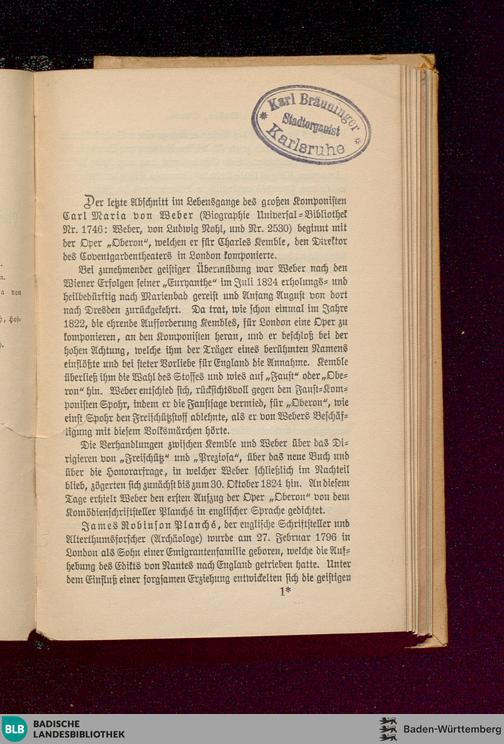 Karl Bräuninger
Stadtorganist
Karlsruhe
Der letzte Abschnitt im Lebensgange des großen Komponisten
Carl Maria von Weber (Biographie Universal-Bibliothek
Nr. 1746: Weber, von Ludwig Nohl, und Nr. 2530) beginnt mit
der Oper „Oberon“, welchen er für Charles Kemble, den Direktor
des Coventgardentheaters in London komponierte.
Bei zunehmender geistiger Übermüdung war Weber nach den
Wiener Erfolgen seiner „Euryanthe“ im Juli 1824 erholungs- und
heilbedürftig nach Marienbad gereist und Anfang August von dort
nach Dresden zurückgekehrt. Da trat, wie schon einmal im Jahre
1822, die ehrende Aufforderung Kembles, für London eine Oper zu
komponieren, an den Komponisten heran, und er beschloß bei der
hohen Achtung, welche ihm der Träger eines berühmten Namens
einflößte und bei steter Vorliebe für England die Annahme. Kemble
überließ ihm die Wahl des Stoffes und wies auf „Faust“ oder „Obe-
ron“ hin. Weber entschied sich, rücksichtsvoll gegen den Faust-Kom-
ponisten Spohr, indem er die Faustsage vermied, für „Oberon“, wie
einst Spohr den Freischützstoff ablehnte, als er von Webers Beschäf-
tigung mit diesem Volksmärchen hörte.
Die Verhandlungen zwischen Kemble und Weber über das Di-
rigieren von „Freischütz“ und „Preziosa“, über das neue Buch und
über die Honorarfrage, in welcher Weber schließlich im Nachteil
blieb, zögerten sich zunächst bis zum 30. Oktober 1824 hin. An diesem
Tage erhielt Weber den ersten Aufzug der Oper „Oberon“ von dem
Komödienschriftsteller Planché in englischer Sprache gedichtet.
James Robinson Planché, der englische Schriftsteller und
Alterthumsforscher (Archäologe) wurde am 27. Februar 1796 in
London als Sohn einer Emigrantenfamilie geboren, welche die Auf-
hebung des Edikts von Nantes nach England getrieben hatte. Unter
dem Einfluß einer sorgsamen Erziehung entwickelten sich die geistigen
1*
BLB
BADISCHE
LANDESBIBLIOTHEK
Baden-Württemberg